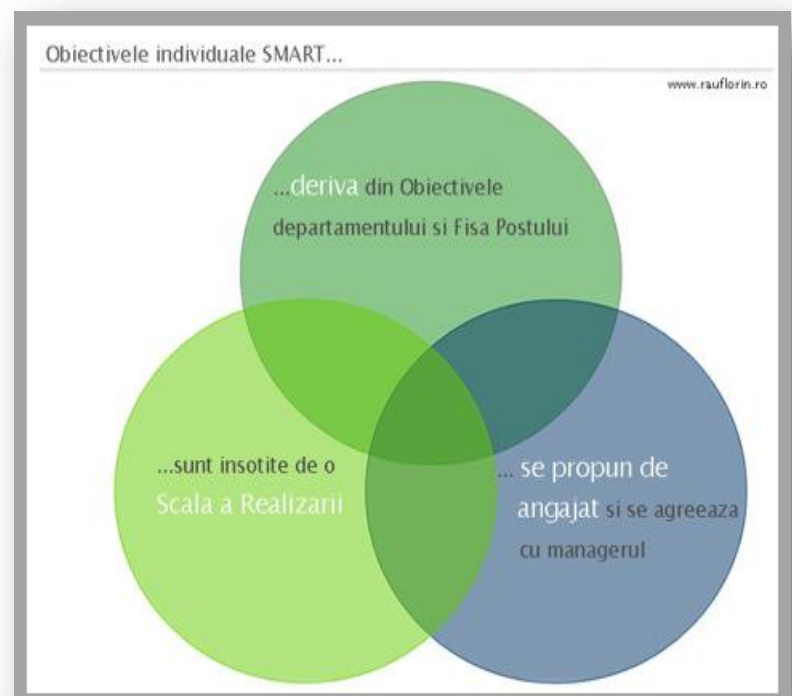 Obiectivele individuale SMART...
www.rauflorin.ro
...deriva din Obiectivele
departamentului si Fisa Postului
...sunt insotite de o
Scala a Realizarii
... se propun de
angajat si se agreeaza
cu managerul